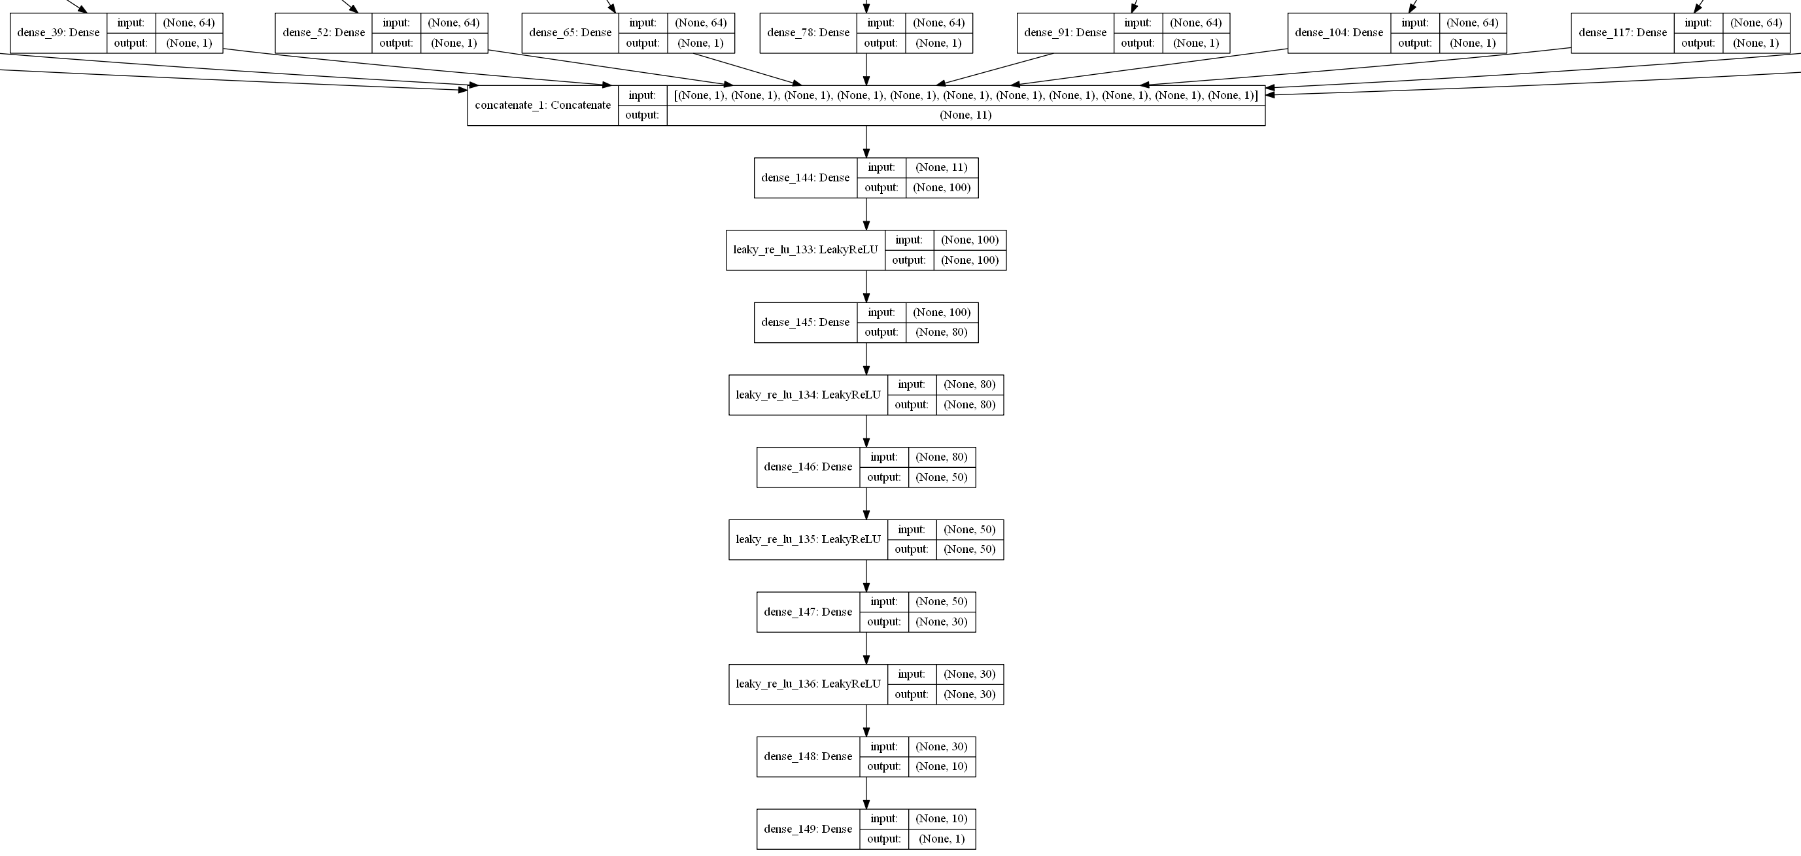 dense_39: Dense input: (None, 64) output: (None, 1)
dense_52: Dense input: (None, 64) output: (None, 1)
dense_65: Dense input: (None, 64) output: (None, 1)
dense_78: Dense input: (None, 64) output: (None, 1)
dense_91: Dense input: (None, 64) output: (None, 1)
dense_104: Dense input: (None, 64) output: (None, 1)
dense_117: Dense input: (None, 64) output: (None, 1)
concatenate_1: Concatenate input: [(None, 1), (None, 1), (None, 1), (None, 1), (None, 1), (None, 1), (None, 1), (None, 1), (None, 1), (None, 1), (None, 1)] output: (None, 11)
dense_144: Dense input: (None, 11) output: (None, 100)
leaky_re_lu_133: LeakyReLU input: (None, 100) output: (None, 100)
dense_145: Dense input: (None, 100) output: (None, 80)
leaky_re_lu_134: LeakyReLU input: (None, 80) output: (None, 80)
dense_146: Dense input: (None, 80) output: (None, 50)
leaky_re_lu_135: LeakyReLU input: (None, 50) output: (None, 50)
dense_147: Dense input: (None, 50) output: (None, 30)
leaky_re_lu_136: LeakyReLU input: (None, 30) output: (None, 30)
dense_148: Dense input: (None, 30) output: (None, 10)
dense_149: Dense input: (None, 10) output: (None, 1)